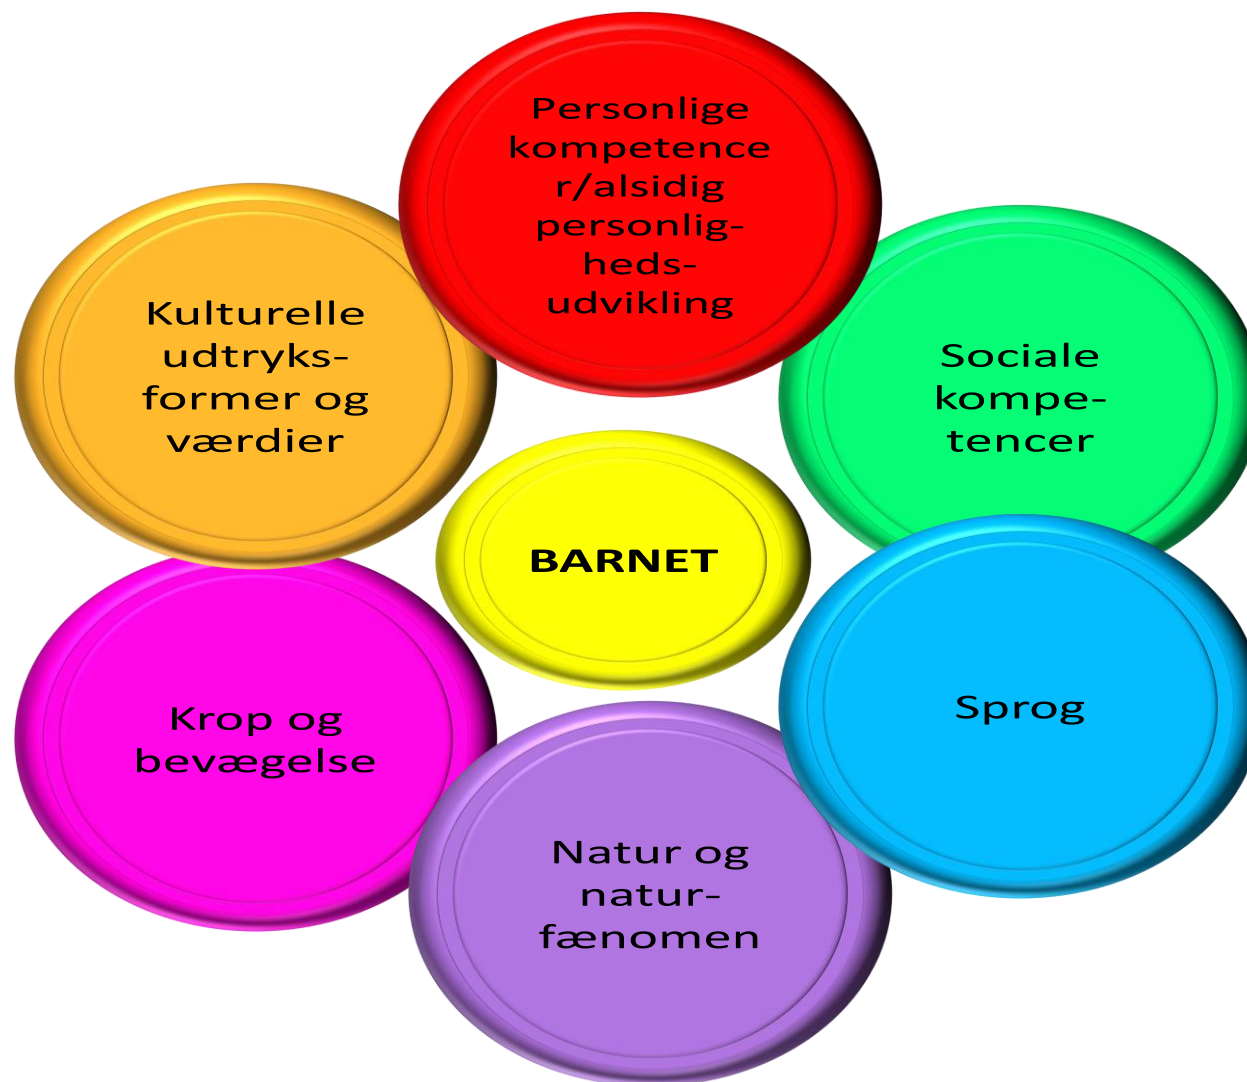 Personlige
kompetence
r/alsidig
personlig-
heds-
udvikling
Kulturelle
udtryks-
former og
værdier
Sociale
kompe-
tencer
BARNET
Krop og
bevægelse
Sprog
Natur og
natur-
fænomen